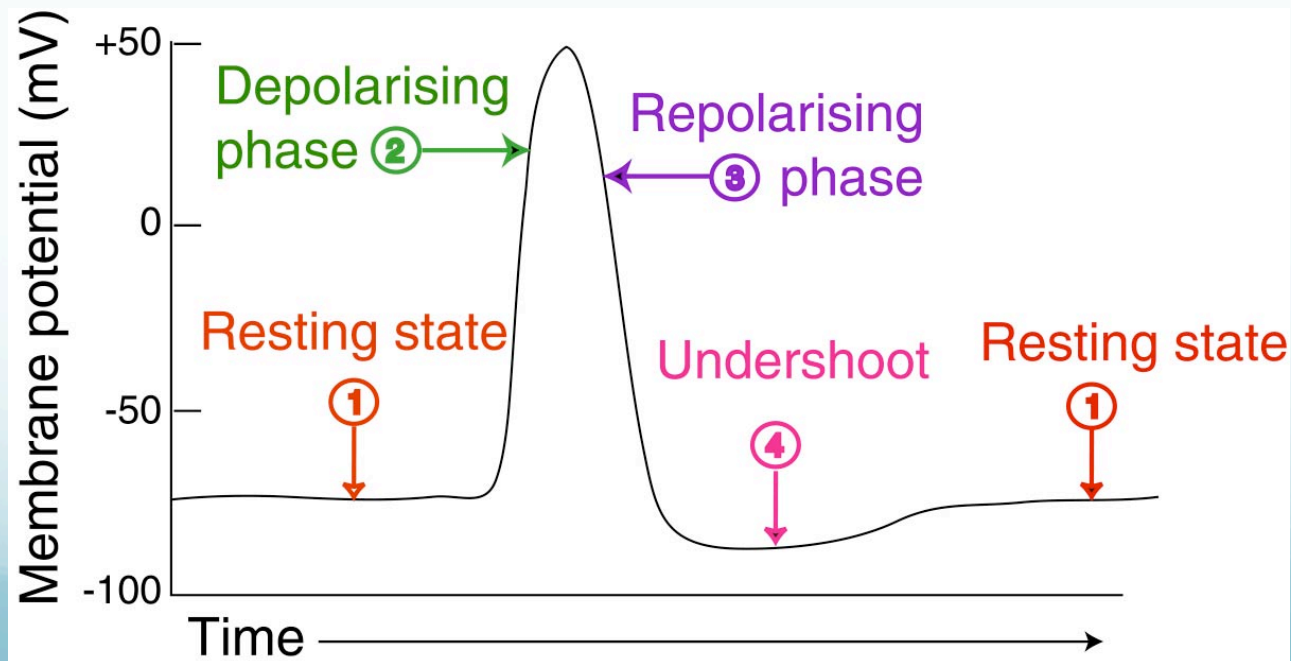 Membrane potential (mV)
+50
0
-50
-100
Depolarising
phase 2
Repolarising
3 phase
Resting state
1
Undershoot
4
Resting state
1
Time